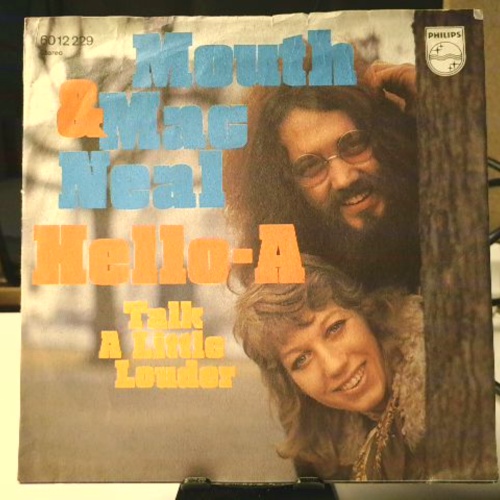 6012 229
Stereo
PHILIPS
Mouth
& Mac
Neal
Hello-A
Talk
A Little
Louder